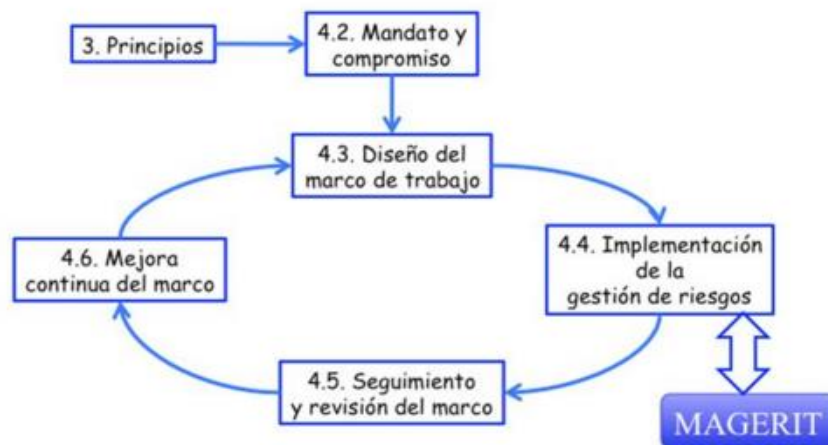 3. Principios
4.2. Mandato y
compromiso
4.3. Diseño del
marco de trabajo
4.4. Implementación
de la
gestión de riesgos
4.6. Mejora
continua del marco
4.5. Seguimiento
y revisión del marco
MAGERIT